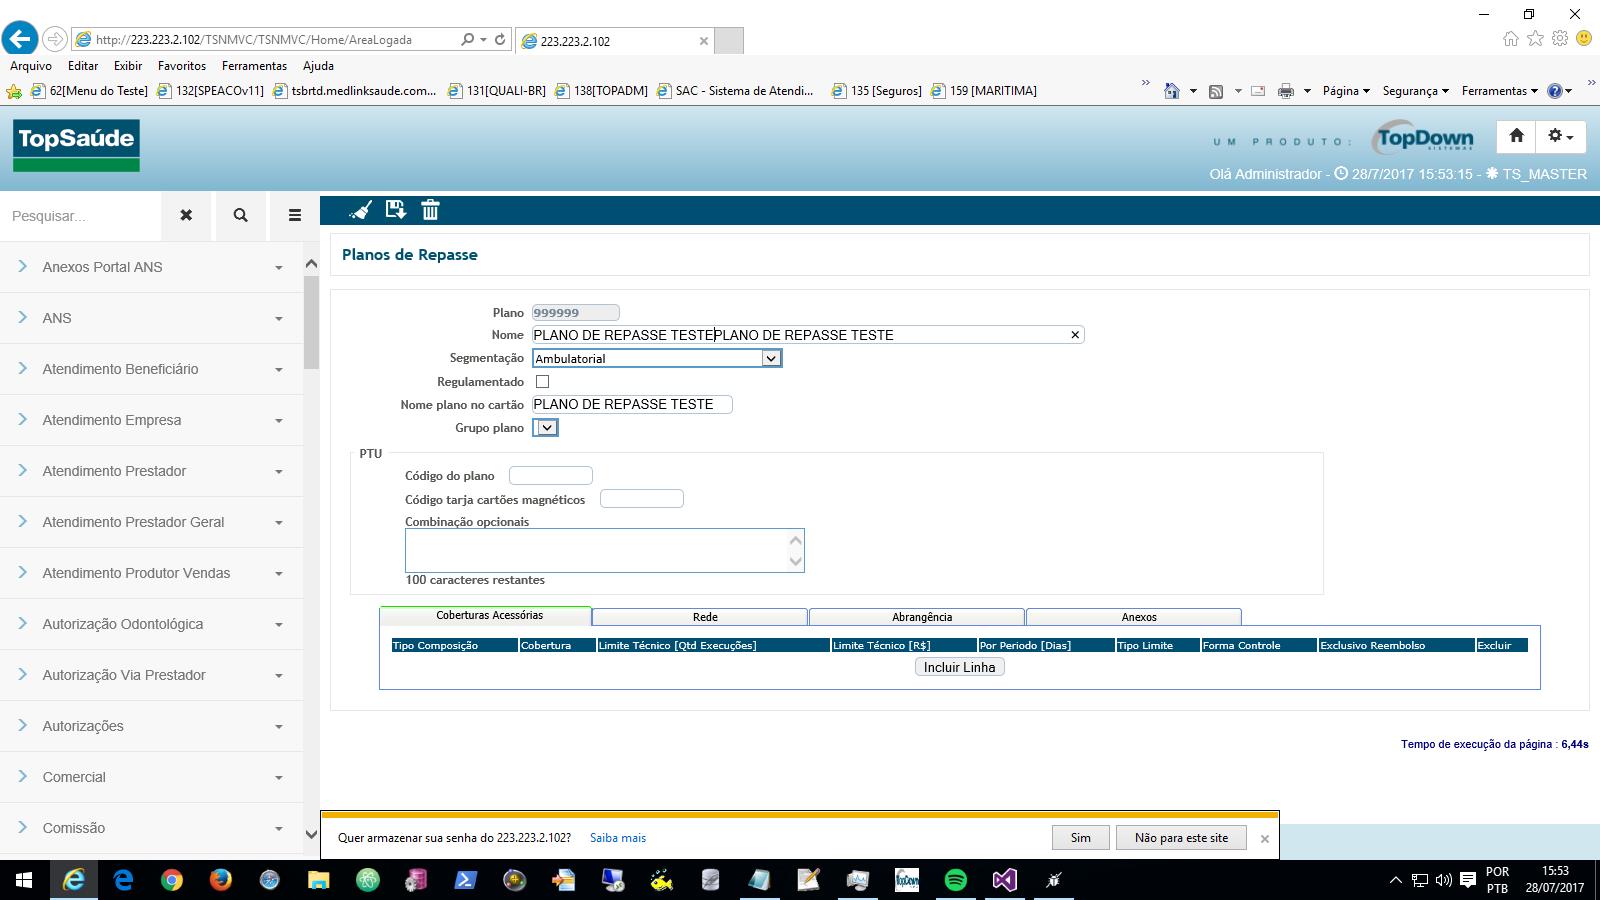 http://223.223.2.102/TSNMVC/TSNMVC/Home/AreaLogada
223.223.2.102
Arquivo Editar Exibir Favoritos Ferramentas Ajuda
62[Menu do Teste] 132[SPEACOv11] tsbrtd.medlinksaude.com... 131[QUALI-BR] 138[TOPADM] SAC - Sistema de Atendi... 135 [Seguros] 159 [MARITIMA] Página Segurança Ferramentas
TopSaúde
UM PRODUTO: TopDown SISTEMAS
Olá Administrador - 28/7/2017 15:53:15 - TS_MASTER
Pesquisar...
Anexos Portal ANS
ANS
Atendimento Beneficiário
Atendimento Empresa
Atendimento Prestador
Atendimento Prestador Geral
Atendimento Produtor Vendas
Autorização Odontológica
Autorização Via Prestador
Autorizações
Comercial
Comissão
Planos de Repasse
Plano 999999
Nome PLANO DE REPASSE TESTEPLANO DE REPASSE TESTE
Segmentação Ambulatorial
Regulamentado
Nome plano no cartão PLANO DE REPASSE TESTE
Grupo plano
PTU
Código do plano
Código tarja cartões magnéticos
Combinação opcionais
100 caracteres restantes
Coberturas Acessórias Rede Abrangência Anexos
Tipo Composição Cobertura Limite Técnico [Qtd Execuções] Limite Técnico [R$] Por Periodo [Dias] Tipo Limite Forma Controle Exclusivo Reembolso Excluir
Incluir Linha
Tempo de execução da página : 6,44s
Quer armazenar sua senha do 223.223.2.102? Saiba mais Sim Não para este site
TopDown
POR
PTB
15:53
28/07/2017